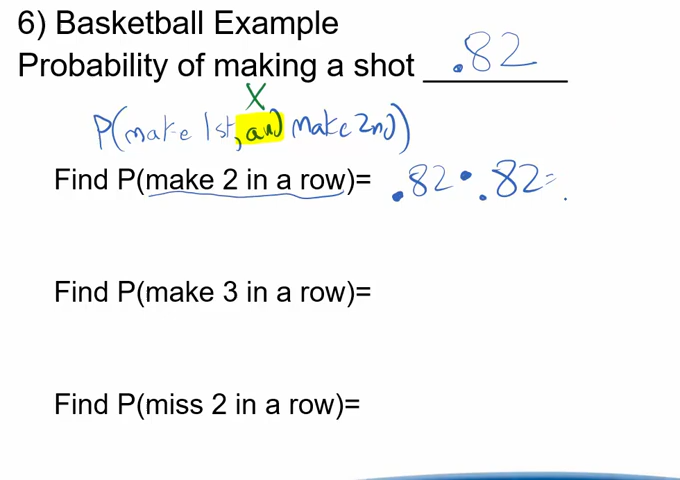 6) Basketball Example
Probability of making a shot .82
X
P(make 1st, and make 2nd)
Find P(make 2 in a row)= .82 • .82 = .
Find P(make 3 in a row)=
Find P(miss 2 in a row)=